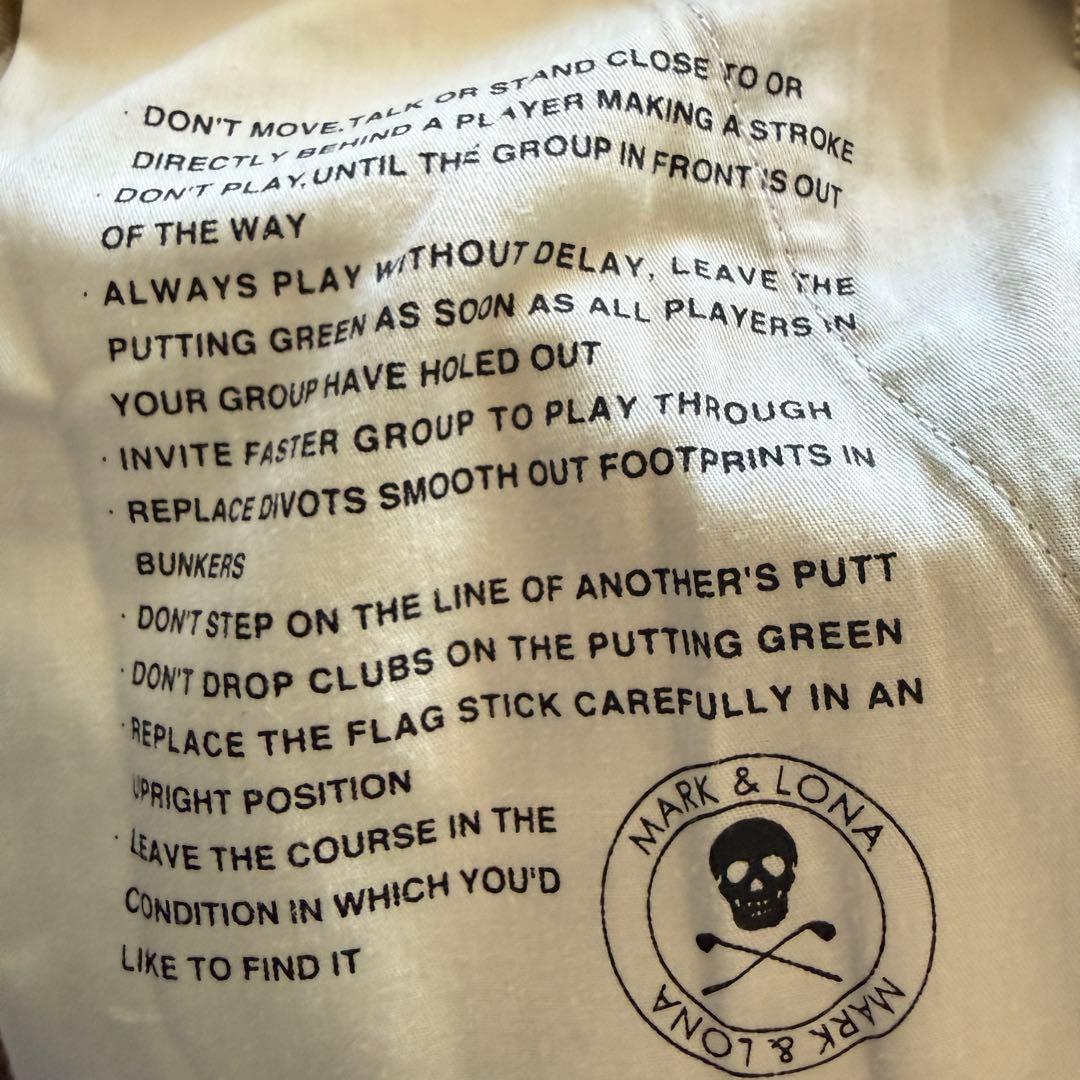 · DON'T MOVE.TALK OR STAND CLOSE TO OR
DIRECTLY BEHIND A PLAYER MAKING A STROKE
· DON'T PLAY.UNTIL THE GROUP IN FRONT IS OUT
OF THE WAY
· ALWAYS PLAY WITHOUT DELAY, LEAVE THE
PUTTING GREEN AS SOON AS ALL PLAYERS IN
YOUR GROUP HAVE HOLED OUT
· INVITE FASTER GROUP TO PLAY THROUGH
· REPLACE DIVOTS SMOOTH OUT FOOTPRINTS IN
BUNKERS
· DON'T STEP ON THE LINE OF ANOTHER'S PUTT
· DON'T DROP CLUBS ON THE PUTTING GREEN
· REPLACE THE FLAG STICK CAREFULLY IN AN
UPRIGHT POSITION
· LEAVE THE COURSE IN THE
CONDITION IN WHICH YOU'D
LIKE TO FIND IT
MARK & LONA
MARK & LONA